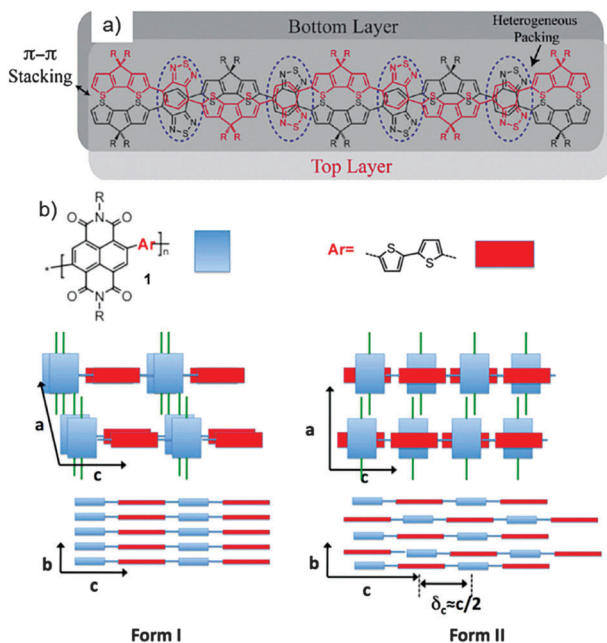 a)
Bottom Layer
Heterogeneous
Packing
π–π
Stacking
R R R R R R R R R R
N S N N S N N S N N S N
S S S S S S S S S S
N S N N S N N S N N S N
R R R R R R R R R R
Top Layer
b)
R
O N O
Ar
n
*
1
O N O
R
Ar=
S
S
a
c
a
c
b
c
b
c
δc≈c/2
Form I
Form II